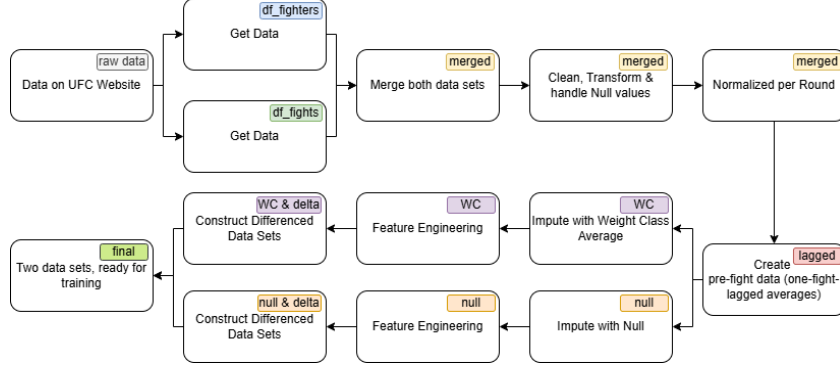 df_fighters
Get Data
raw data
Data on UFC Website
df_fights
Get Data
merged
Merge both data sets
merged
Clean, Transform &
handle Null values
merged
Normalized per Round
lagged
Create
pre-fight data (one-fight-
lagged averages)
WC
Impute with Weight Class
Average
WC
Feature Engineering
WC & delta
Construct Differenced
Data Sets
null
Impute with Null
null
Feature Engineering
null & delta
Construct Differenced
Data Sets
final
Two data sets, ready for
training